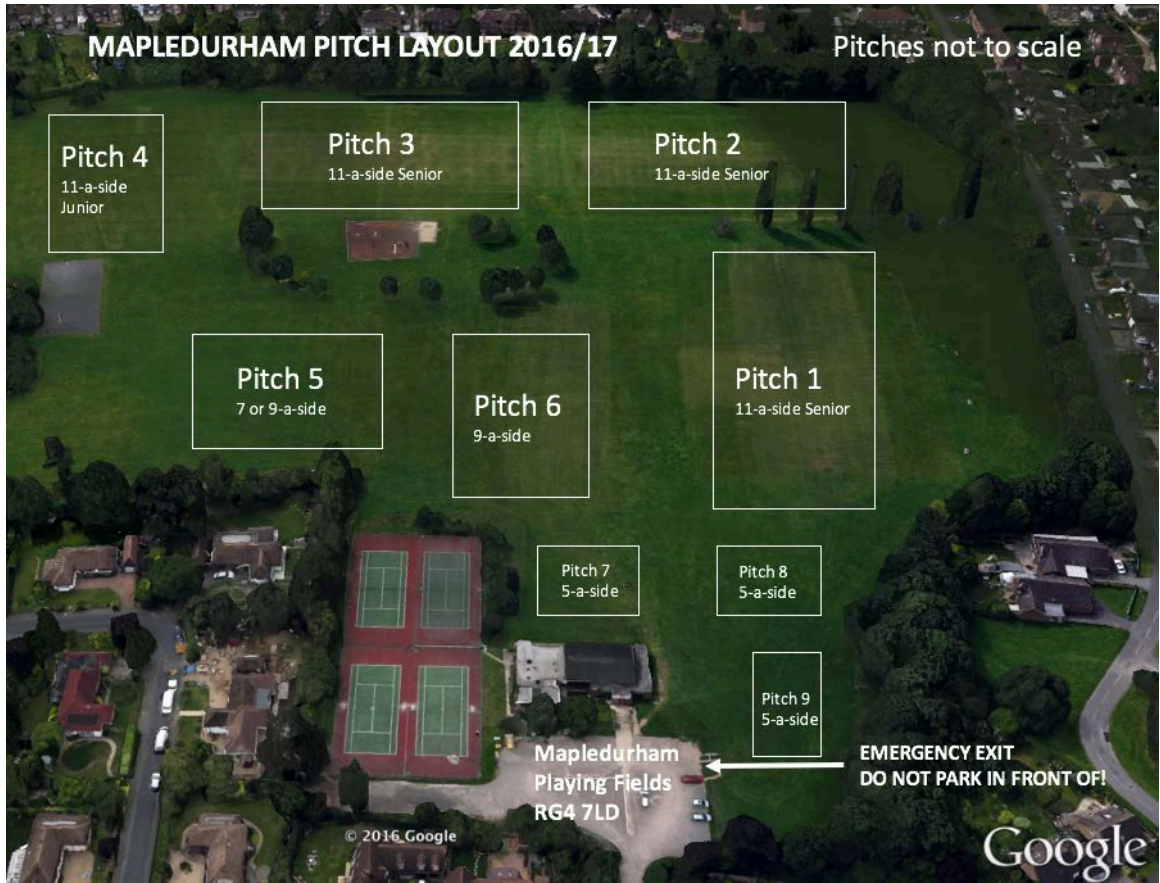 MAPLEDURHAM PITCH LAYOUT 2016/17
Pitches not to scale
Pitch 4
11-a-side
Junior
Pitch 3
11-a-side Senior
Pitch 2
11-a-side Senior
Pitch 5
7 or 9-a-side
Pitch 6
9-a-side
Pitch 1
11-a-side Senior
Pitch 7
5-a-side
Pitch 8
5-a-side
Pitch 9
5-a-side
Mapledurham
Playing Fields
RG4 7LD
EMERGENCY EXIT
DO NOT PARK IN FRONT OF!
© 2016 Google
Google